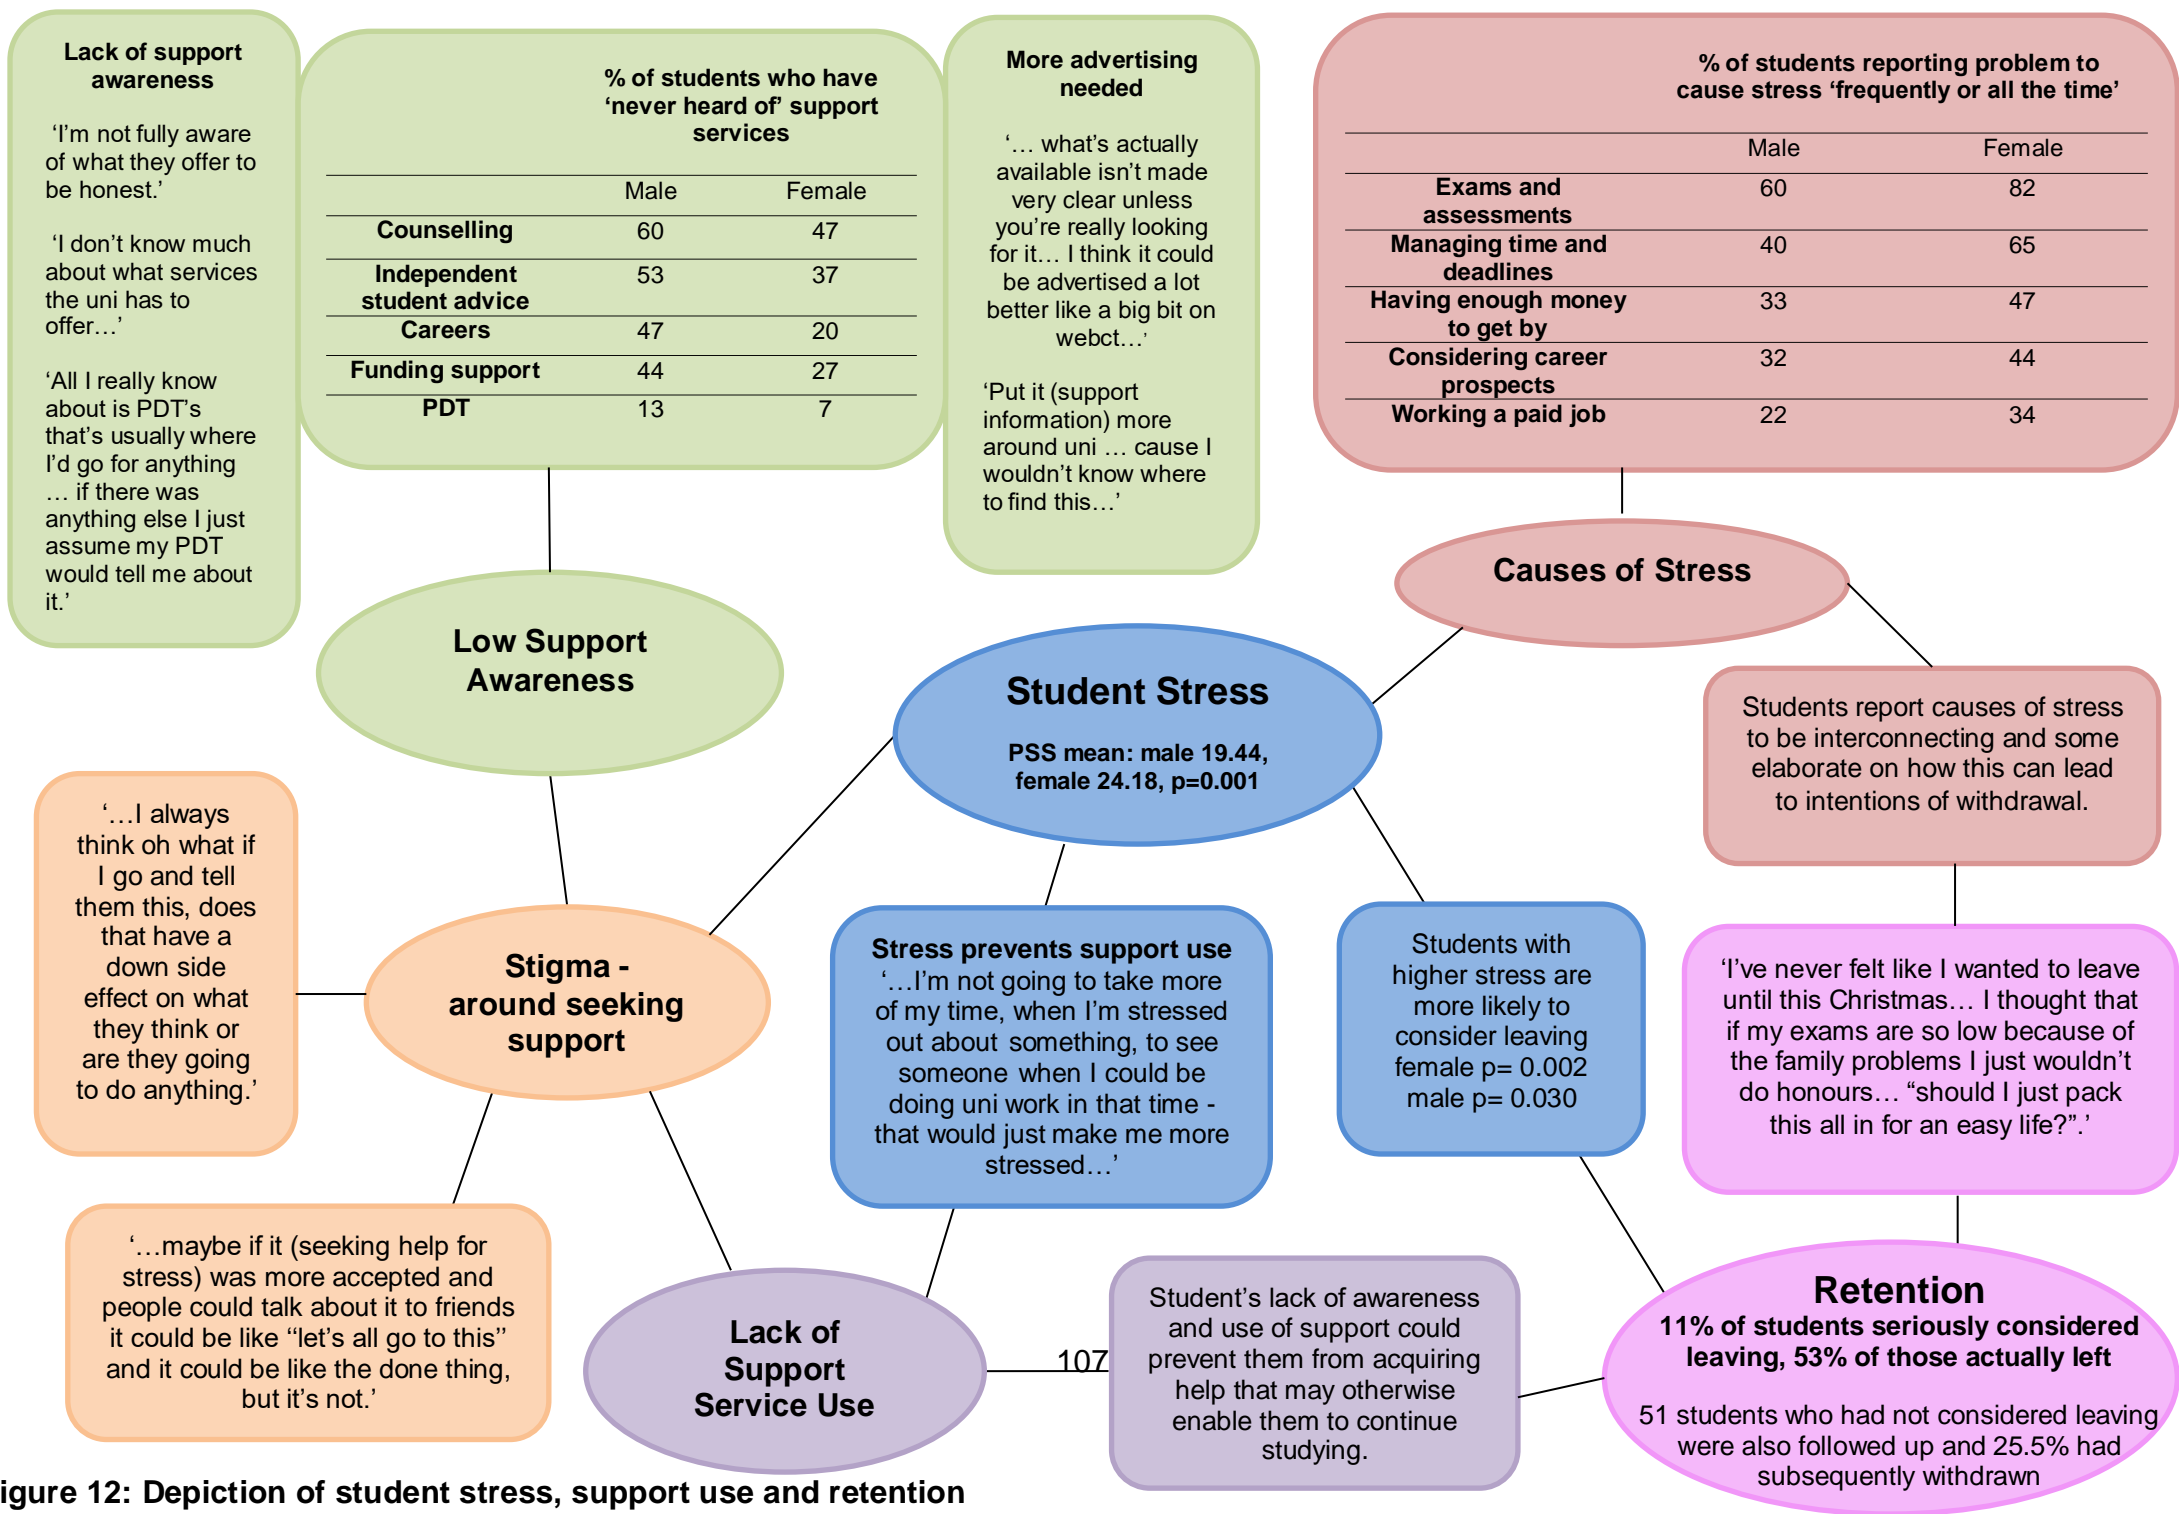 Lack of support
awareness
‘I’m not fully aware
of what they offer to
be honest.’
‘I don’t know much
about what services
the uni has to
offer…’
‘All I really know
about is PDT’s
that’s usually where
I’d go for anything
… if there was
anything else I just
assume my PDT
would tell me about
it.’
% of students who have
‘never heard of’ support
services
Male Female
Counselling 60 47
Independent
student advice 53 37
Careers 47 20
Funding support 44 27
PDT 13 7
More advertising
needed
‘… what’s actually
available isn’t made
very clear unless
you’re really looking
for it… I think it could
be advertised a lot
better like a big bit on
webct…’
‘Put it (support
information) more
around uni … cause I
wouldn’t know where
to find this…’
% of students reporting problem to
cause stress ‘frequently or all the time’
Male Female
Exams and
assessments 60 82
Managing time and
deadlines 40 65
Having enough money
to get by 33 47
Considering career
prospects 32 44
Working a paid job 22 34
Causes of Stress
Low Support
Awareness
Student Stress
PSS mean: male 19.44,
female 24.18, p=0.001
Students report causes of stress
to be interconnecting and some
elaborate on how this can lead
to intentions of withdrawal.
‘…I always
think oh what if
I go and tell
them this, does
that have a
down side
effect on what
they think or
are they going
to do anything.’
Stigma -
around seeking
support
Stress prevents support use
‘…I’m not going to take more
of my time, when I’m stressed
out about something, to see
someone when I could be
doing uni work in that time -
that would just make me more
stressed…’
Students with
higher stress are
more likely to
consider leaving
female p= 0.002
male p= 0.030
‘I’ve never felt like I wanted to leave
until this Christmas… I thought that
if my exams are so low because of
the family problems I just wouldn’t
do honours… “should I just pack
this all in for an easy life?”.’
‘…maybe if it (seeking help for
stress) was more accepted and
people could talk about it to friends
it could be like ‘‘let’s all go to this’’
and it could be like the done thing,
but it’s not.’
Lack of
Support
Service Use
107
Student’s lack of awareness
and use of support could
prevent them from acquiring
help that may otherwise
enable them to continue
studying.
Retention
11% of students seriously considered
leaving, 53% of those actually left
51 students who had not considered leaving
were also followed up and 25.5% had
subsequently withdrawn
igure 12: Depiction of student stress, support use and retention